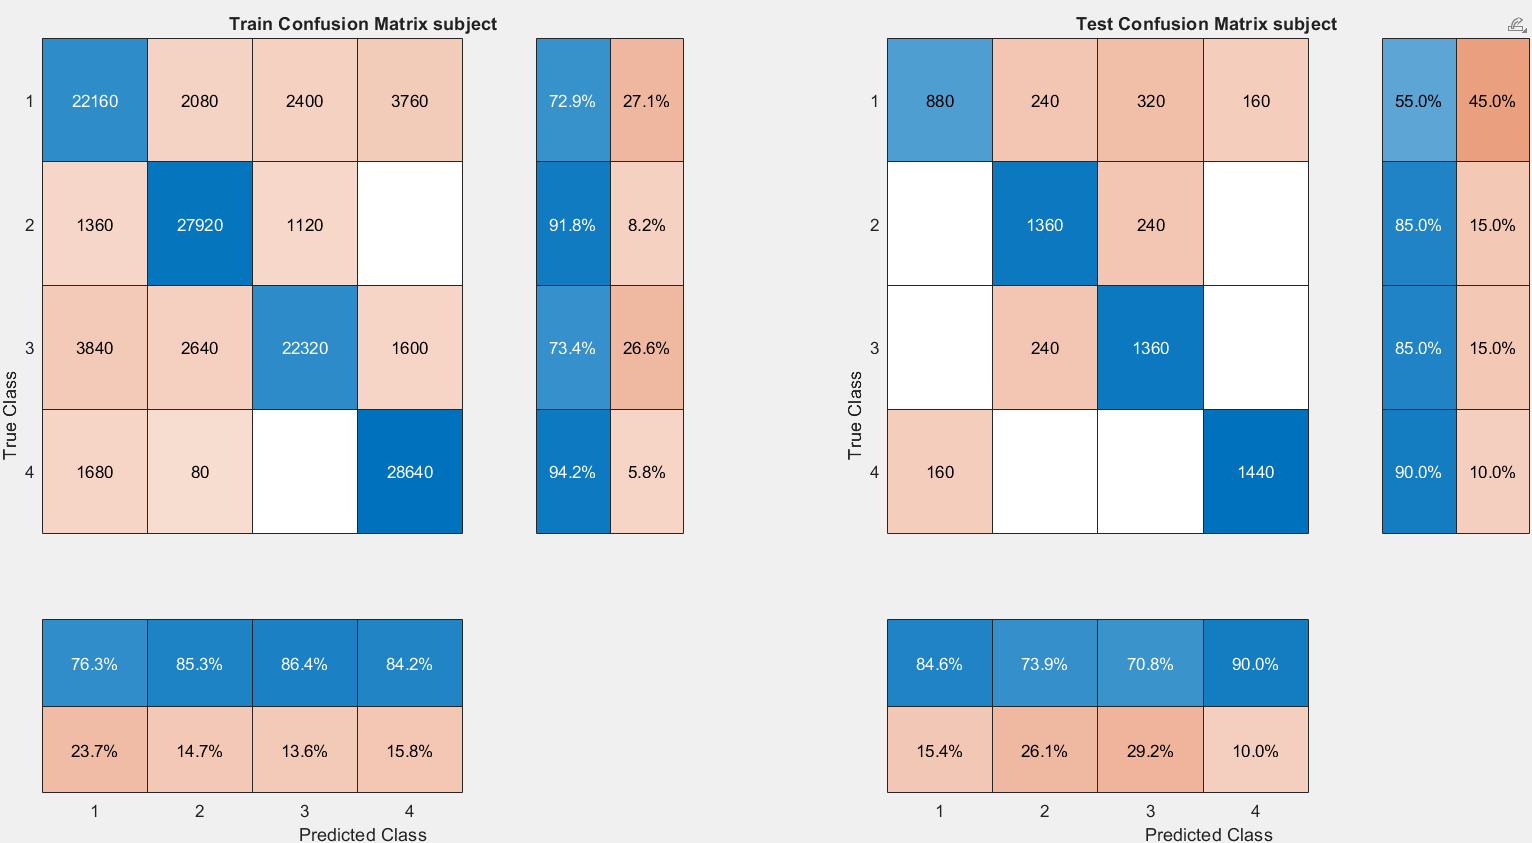 Train Confusion Matrix subject
1 22160 2080 2400 3760 72.9% 27.1%
2 1360 27920 1120 91.8% 8.2%
3 3840 2640 22320 1600 73.4% 26.6%
4 1680 80 28640 94.2% 5.8%
True Class
76.3% 85.3% 86.4% 84.2%
23.7% 14.7% 13.6% 15.8%
1 2 3 4
Predicted Class
Test Confusion Matrix subject
1 880 240 320 160 55.0% 45.0%
2 1360 240 85.0% 15.0%
3 240 1360 85.0% 15.0%
4 160 1440 90.0% 10.0%
True Class
84.6% 73.9% 70.8% 90.0%
15.4% 26.1% 29.2% 10.0%
1 2 3 4
Predicted Class